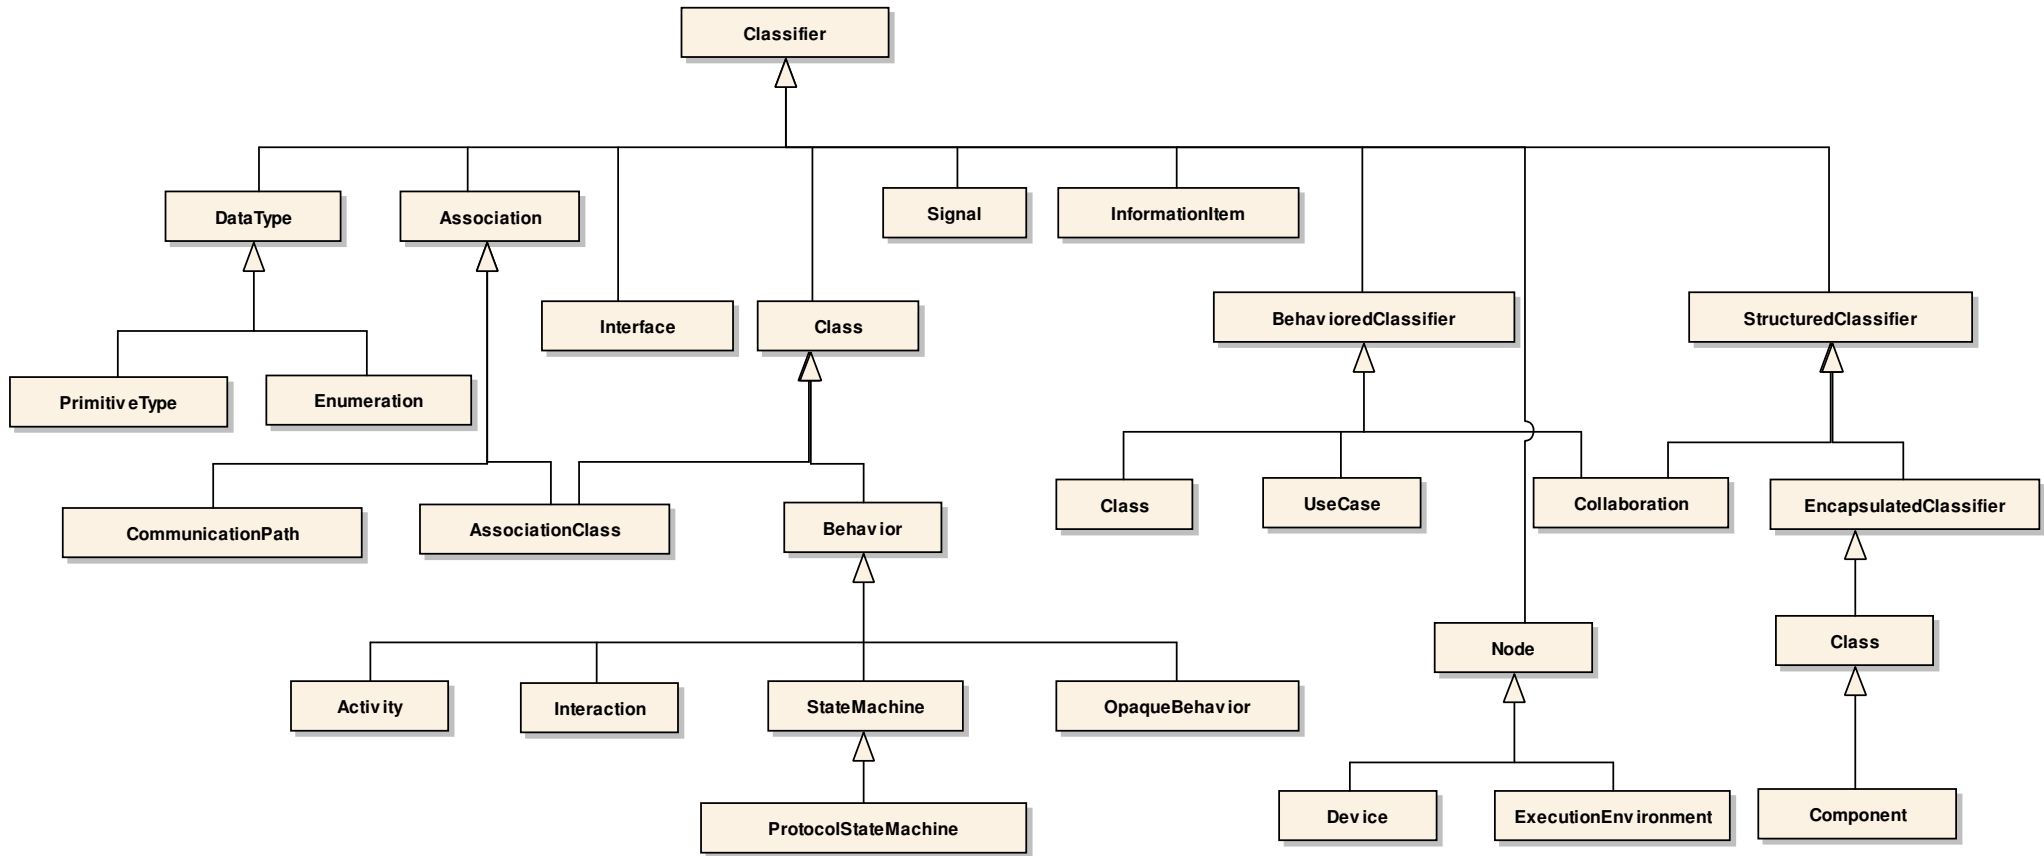 Classifier
DataType
Association
Signal
InformationItem
Interface
Class
BehavioredClassifier
StructuredClassifier
PrimitiveType
Enumeration
CommunicationPath
AssociationClass
Behavior
Class
UseCase
Collaboration
EncapsulatedClassifier
Node
Class
Activity
Interaction
StateMachine
OpaqueBehavior
ProtocolStateMachine
Device
ExecutionEnvironment
Component